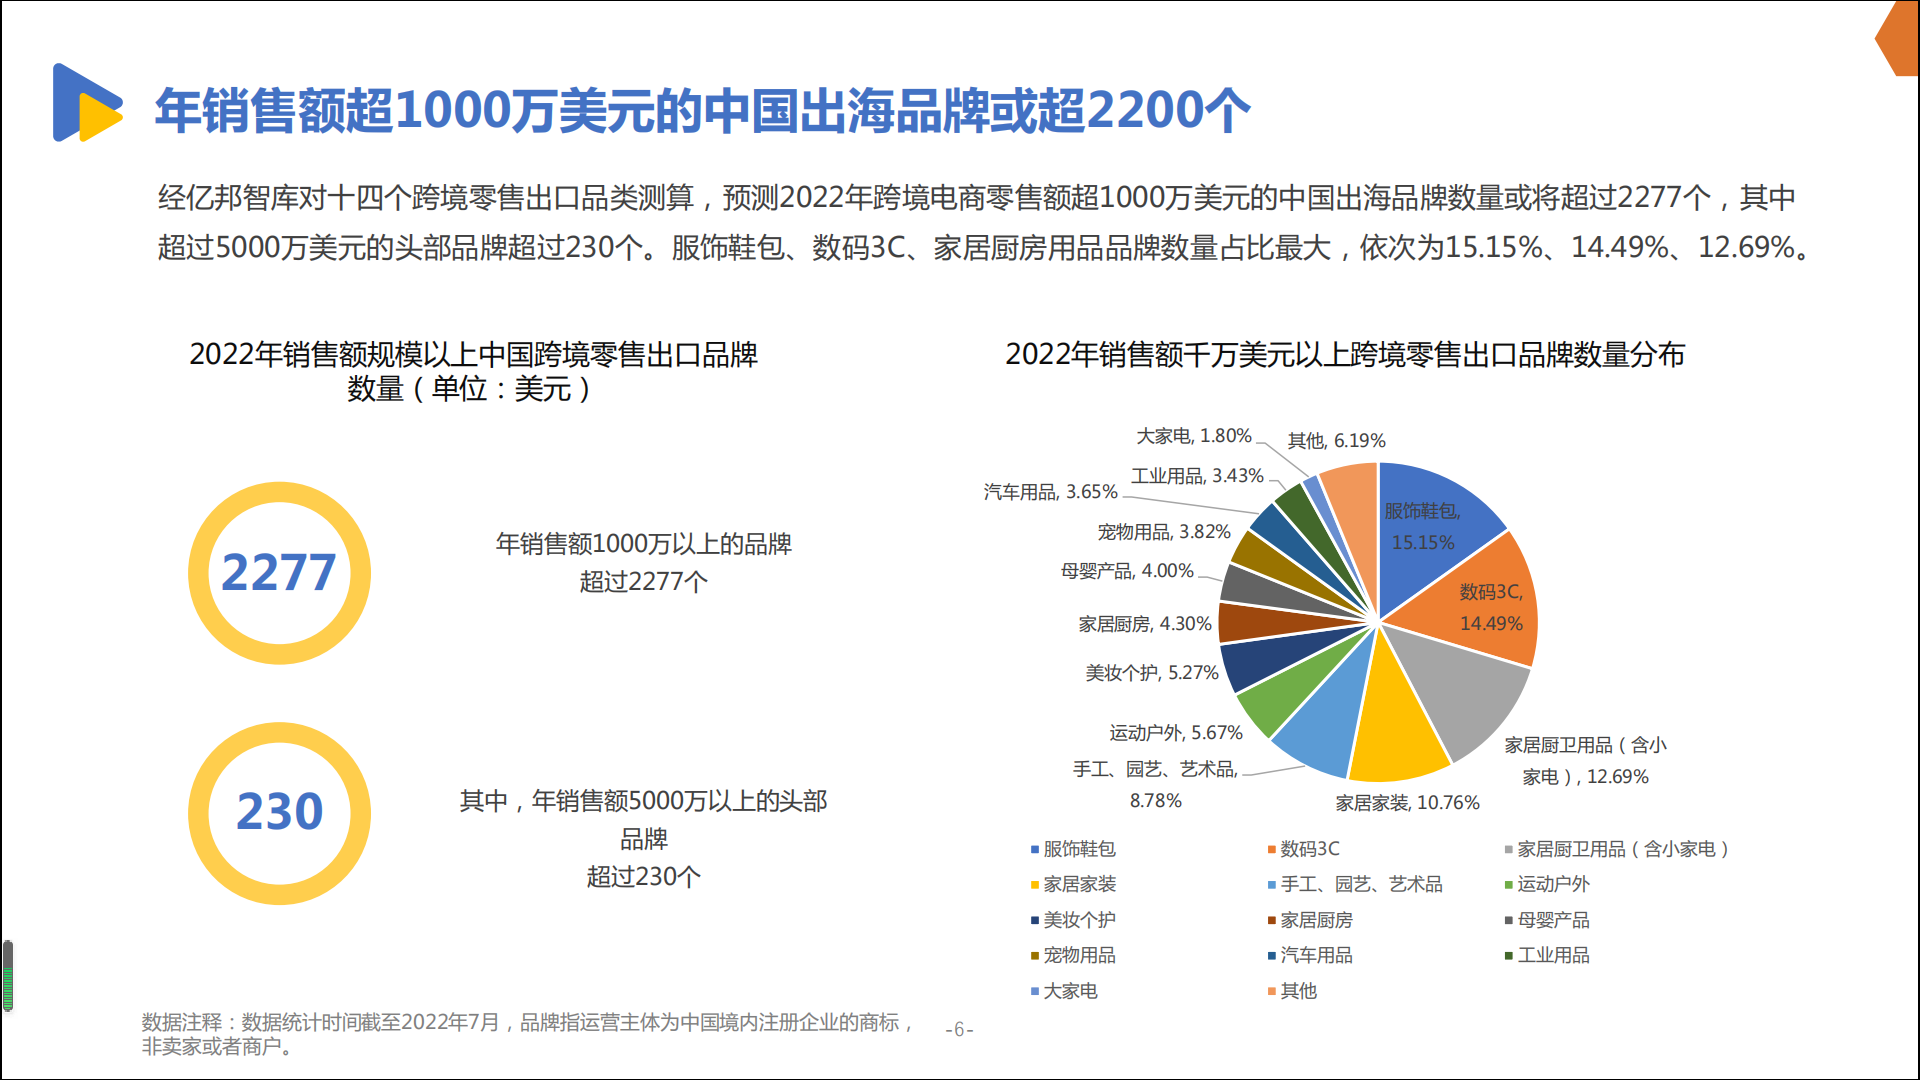 年销售额超1000万美元的中国出海品牌或超2200个
经亿邦智库对十四个跨境零售出口品类测算，预测2022年跨境电商零售额超1000万美元的中国出海品牌数量或将超过2277个，其中
超过5000万美元的头部品牌超过230个。服饰鞋包、数码3C、家居厨房用品品牌数量占比最大，依次为15.15%、14.49%、12.69%。
2022年销售额规模以上中国跨境零售出口品牌
数量（单位：美元）
2277
年销售额1000万以上的品牌
超过2277个
230
其中，年销售额5000万以上的头部
品牌
超过230个
2022年销售额千万美元以上跨境零售出口品牌数量分布
大家电, 1.80%
其他, 6.19%
工业用品, 3.43%
汽车用品, 3.65%
宠物用品, 3.82%
母婴产品, 4.00%
家居厨房, 4.30%
美妆个护, 5.27%
运动户外, 5.67%
手工、园艺、艺术品,
8.78%
家居家装, 10.76%
家居厨卫用品（含小
家电）, 12.69%
数码3C,
14.49%
服饰鞋包,
15.15%
服饰鞋包
数码3C
家居厨卫用品（含小家电）
家居家装
手工、园艺、艺术品
运动户外
美妆个护
家居厨房
母婴产品
宠物用品
汽车用品
工业用品
大家电
其他
数据注释：数据统计时间截至2022年7月，品牌指运营主体为中国境内注册企业的商标，
非卖家或者商户。
-6-